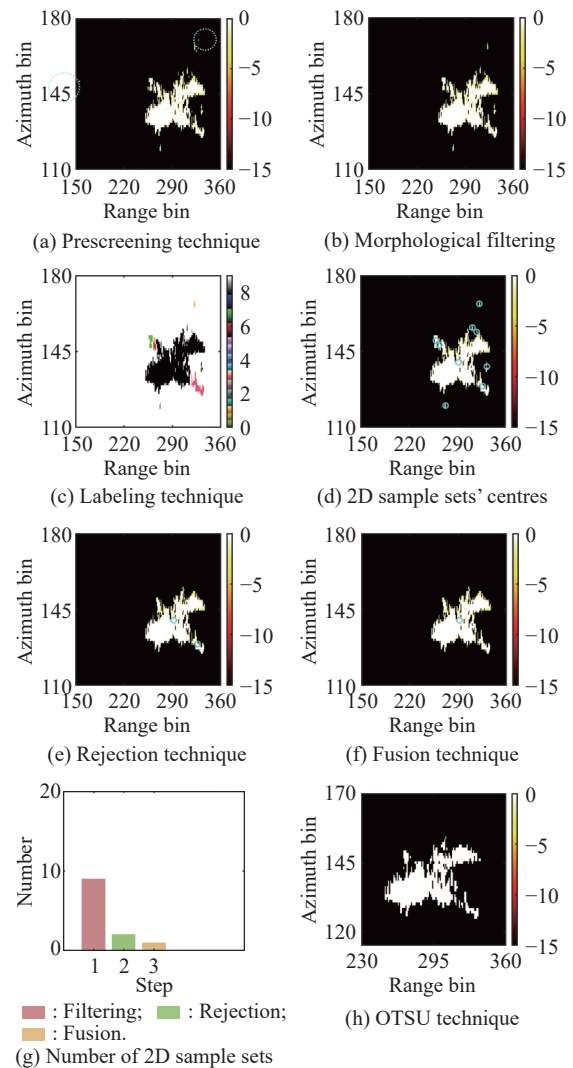 180
145
110
Azimuth bin
150 220 290 360
Range bin
0
−5
−10
−15
(a) Prescreening technique
180
145
110
Azimuth bin
150 220 290 360
Range bin
0
−5
−10
−15
(b) Morphological filtering
180
145
110
Azimuth bin
150 220 290 360
Range bin
8
6
4
2
0
(c) Labeling technique
180
145
110
Azimuth bin
150 220 290 360
Range bin
0
−5
−10
−15
(d) 2D sample sets’ centres
180
145
110
Azimuth bin
150 220 290 360
Range bin
0
−5
−10
−15
(e) Rejection technique
180
145
110
Azimuth bin
150 220 290 360
Range bin
0
−5
−10
−15
(f) Fusion technique
20
10
0
Number
1 2 3
Step
: Filtering; : Rejection;
: Fusion.
(g) Number of 2D sample sets
170
145
120
Azimuth bin
230 295 360
Range bin
0
−5
−10
−15
(h) OTSU technique